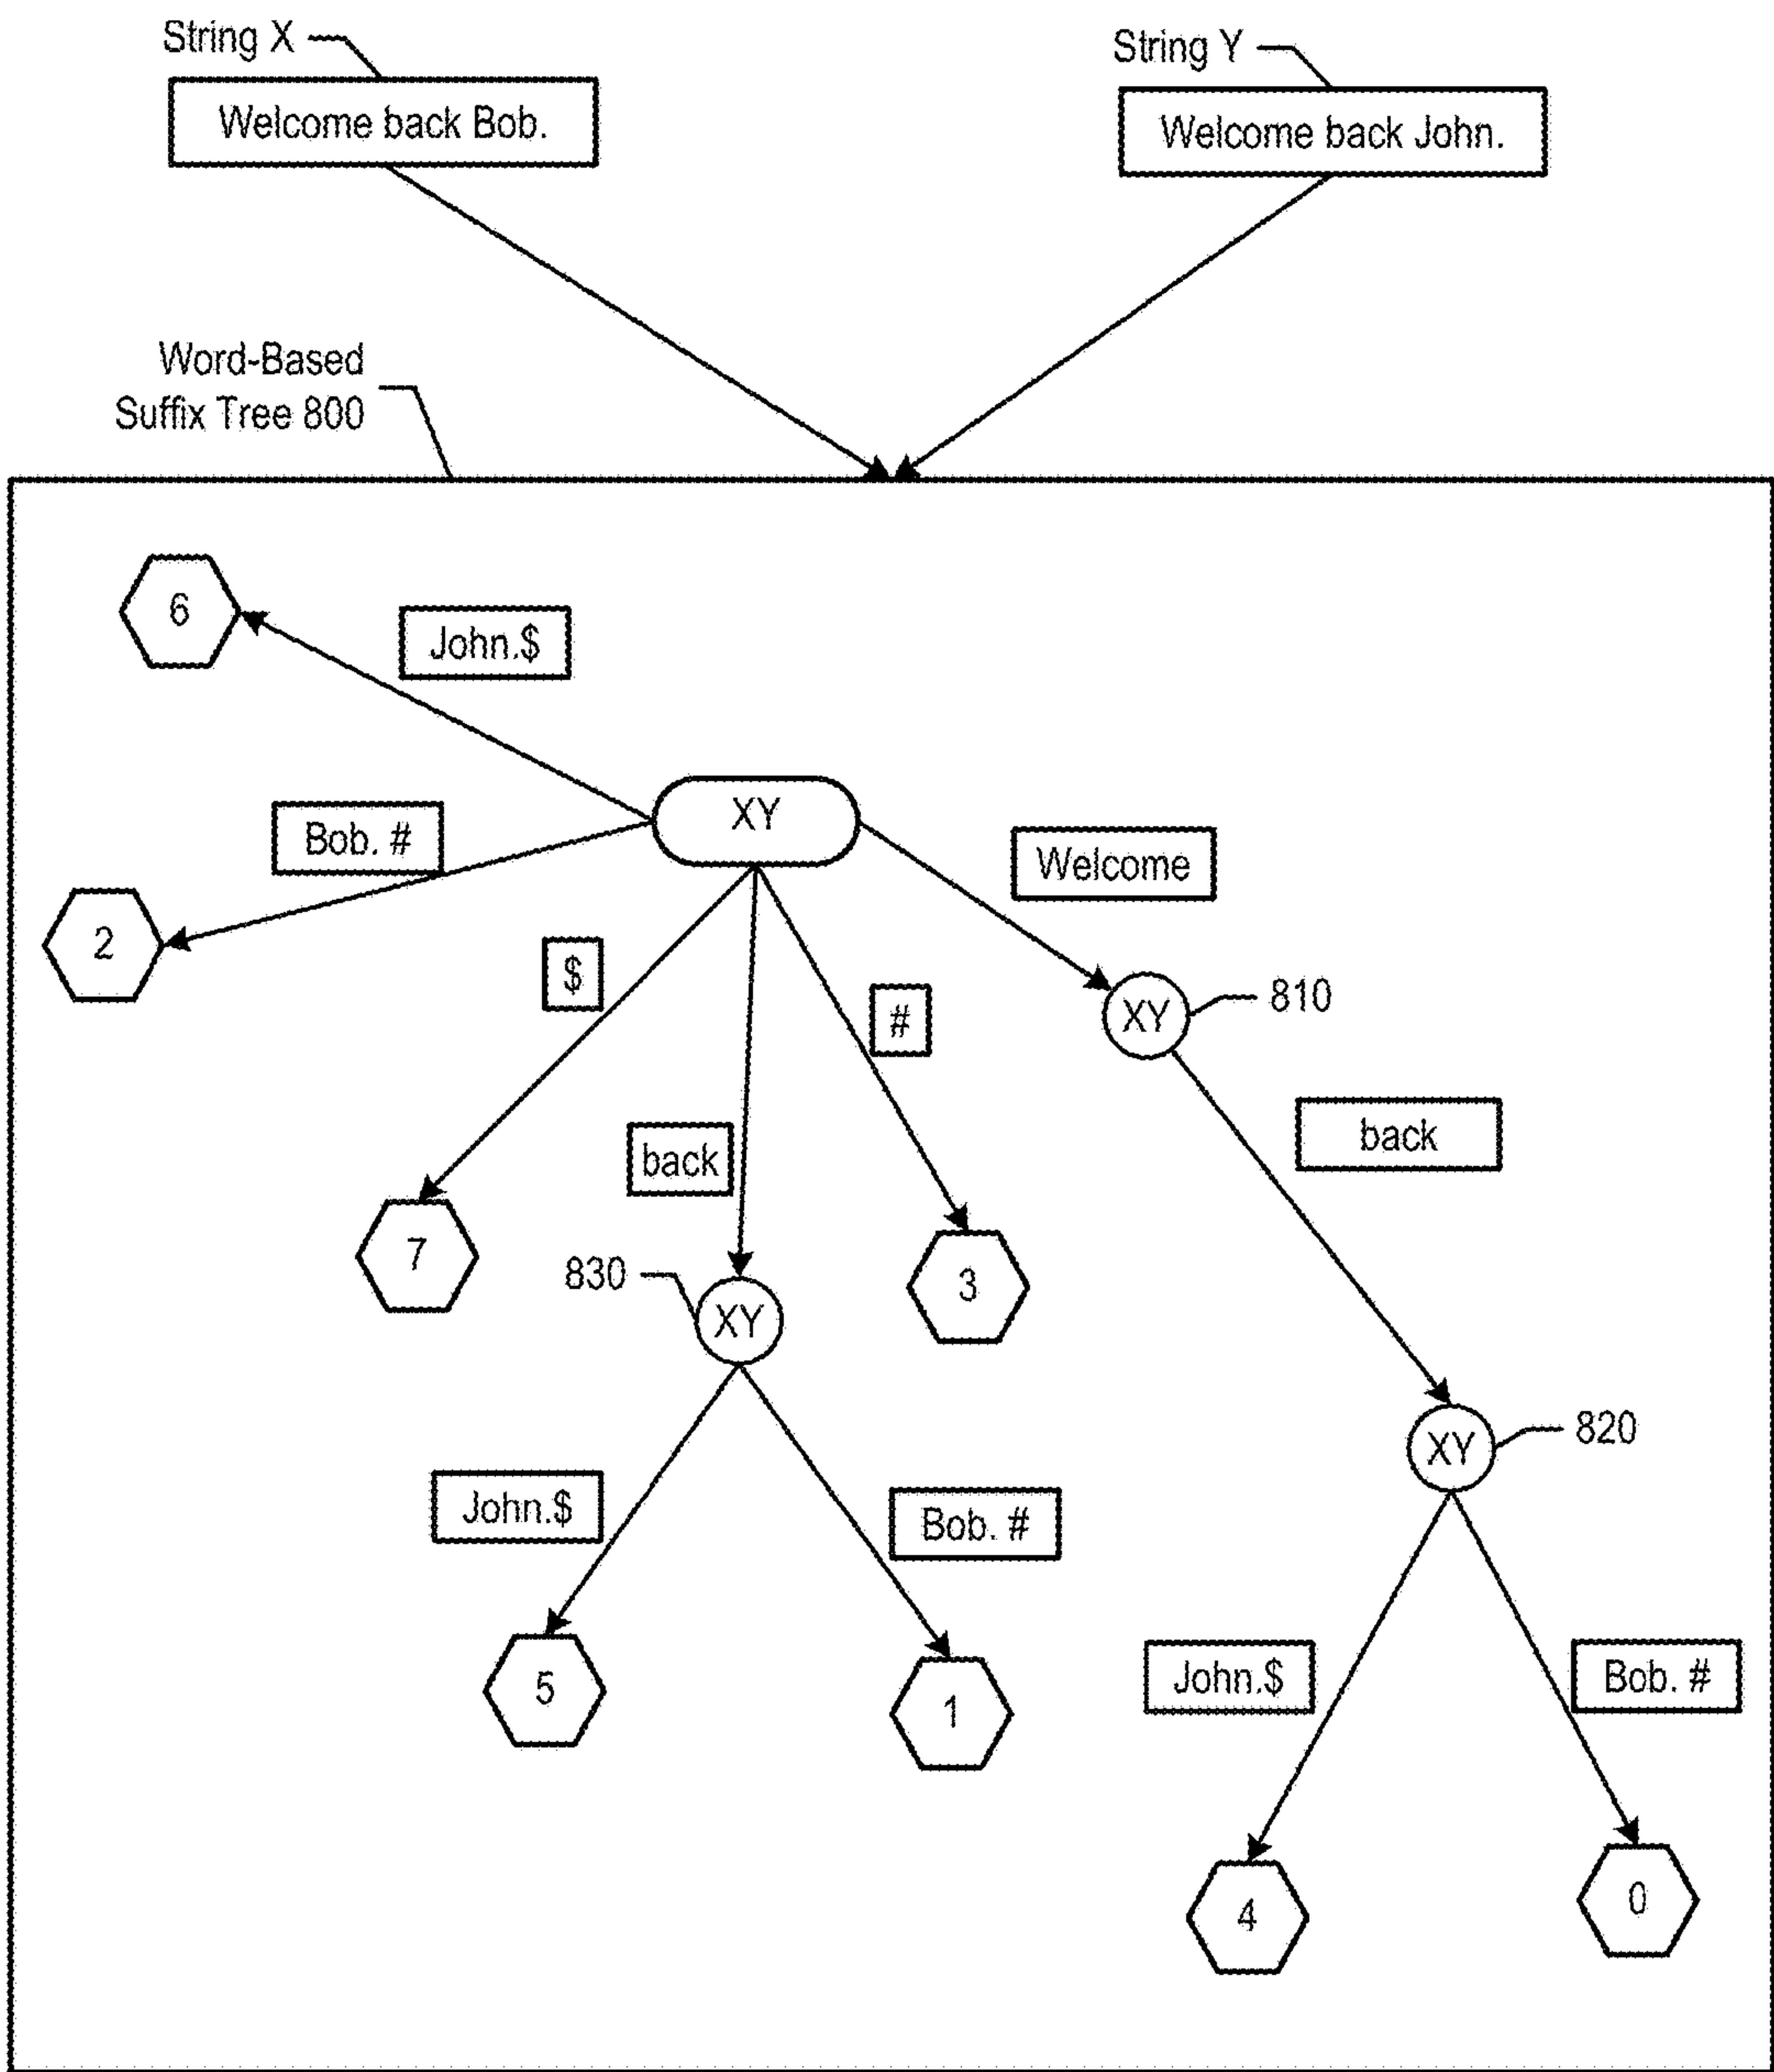 String X
String Y
Welcome back Bob.
Welcome back John.
Word-Based
Suffix Tree 800
6
John.$
XY
Bob. #
Welcome
2
$
#
XY
810
back
back
7
830
XY
3
XY
820
John.$
Bob. #
John.$
Bob. #
5
1
4
0